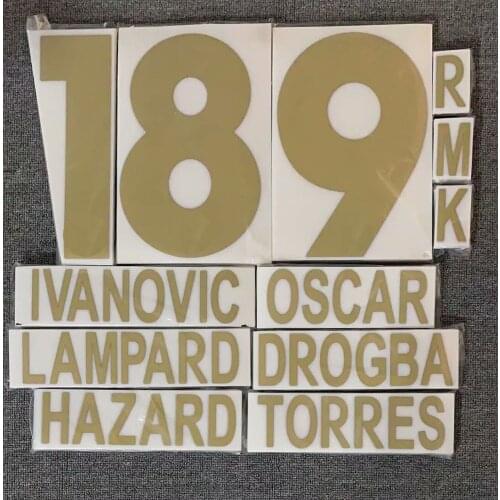 189
R
M
K
IVANOVIC OSCAR
LAMPARD DROGBA
HAZARD TORRES